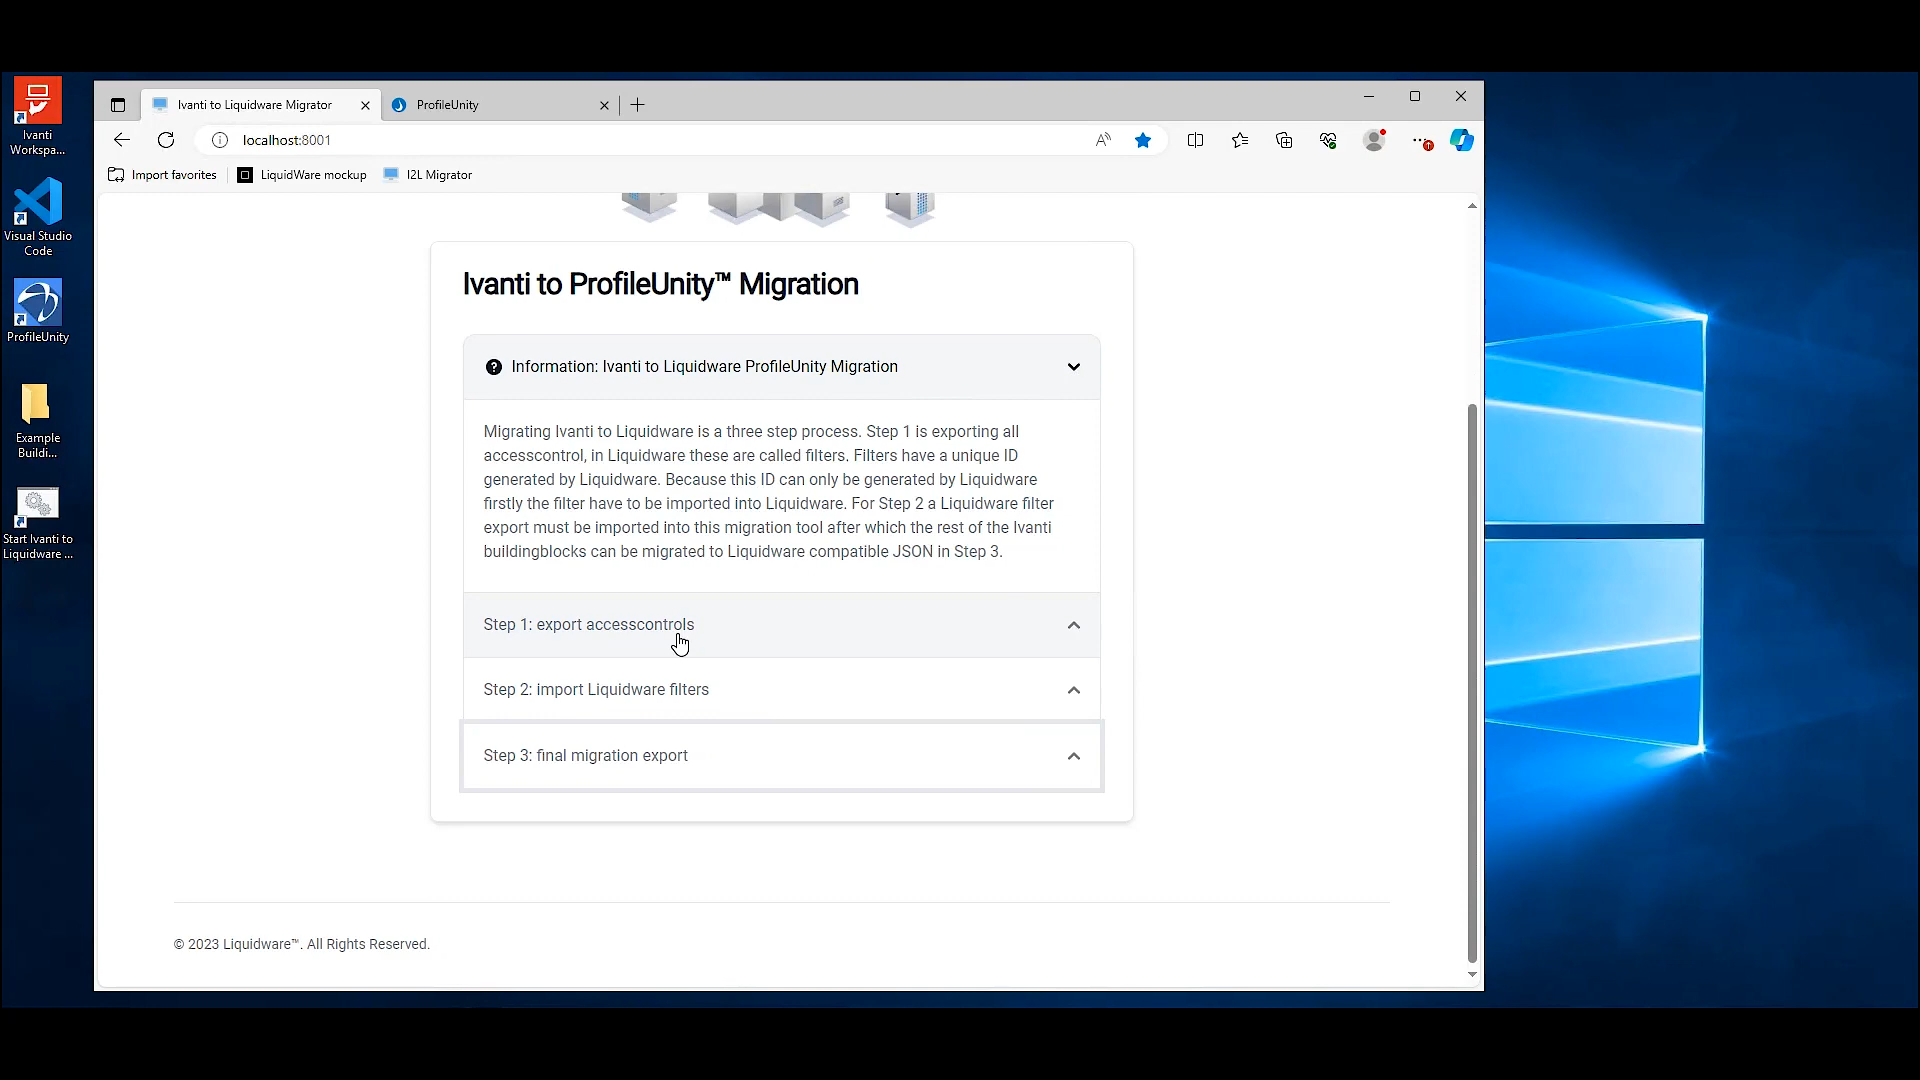 Ivanti
Workspa...
Visual Studio
Code
ProfileUnity
Example
Buildi...
Start Ivanti to
Liquidware ...
Ivanti to Liquidware Migrator
ProfileUnity
localhost:8001
Import favorites
LiquidWare mockup
I2L Migrator
Ivanti to ProfileUnity™ Migration
Information: Ivanti to Liquidware ProfileUnity Migration
Migrating Ivanti to Liquidware is a three step process. Step 1 is exporting all
accesscontrol, in Liquidware these are called filters. Filters have a unique ID
generated by Liquidware. Because this ID can only be generated by Liquidware
firstly the filter have to be imported into Liquidware. For Step 2 a Liquidware filter
export must be imported into this migration tool after which the rest of the Ivanti
buildingblocks can be migrated to Liquidware compatible JSON in Step 3.
Step 1: export accesscontrols
Step 2: import Liquidware filters
Step 3: final migration export
© 2023 Liquidware™. All Rights Reserved.